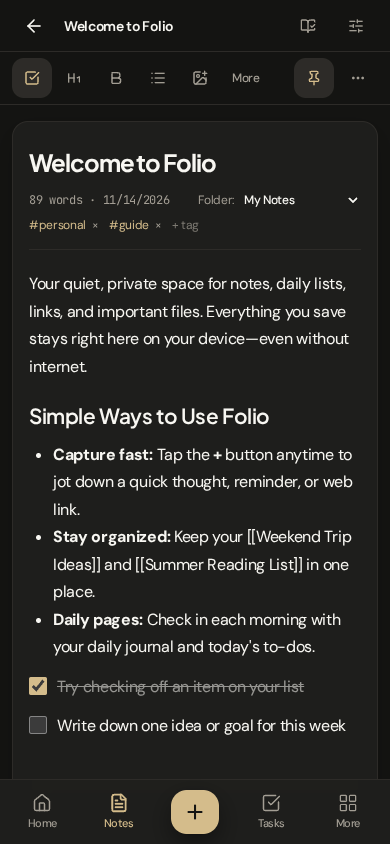 Welcome to Folio
H1
B
More
Welcome to Folio
89 words · 11/14/2026 Folder: My Notes
#personal × #guide × + tag
Your quiet, private space for notes, daily lists,
links, and important files. Everything you save
stays right here on your device—even without
internet.
Simple Ways to Use Folio
• Capture fast: Tap the + button anytime to
jot down a quick thought, reminder, or web
link.
• Stay organized: Keep your [[Weekend Trip
Ideas]] and [[Summer Reading List]] in one
place.
• Daily pages: Check in each morning with
your daily journal and today's to-dos.
Try checking off an item on your list
Write down one idea or goal for this week
Home Notes + Tasks More